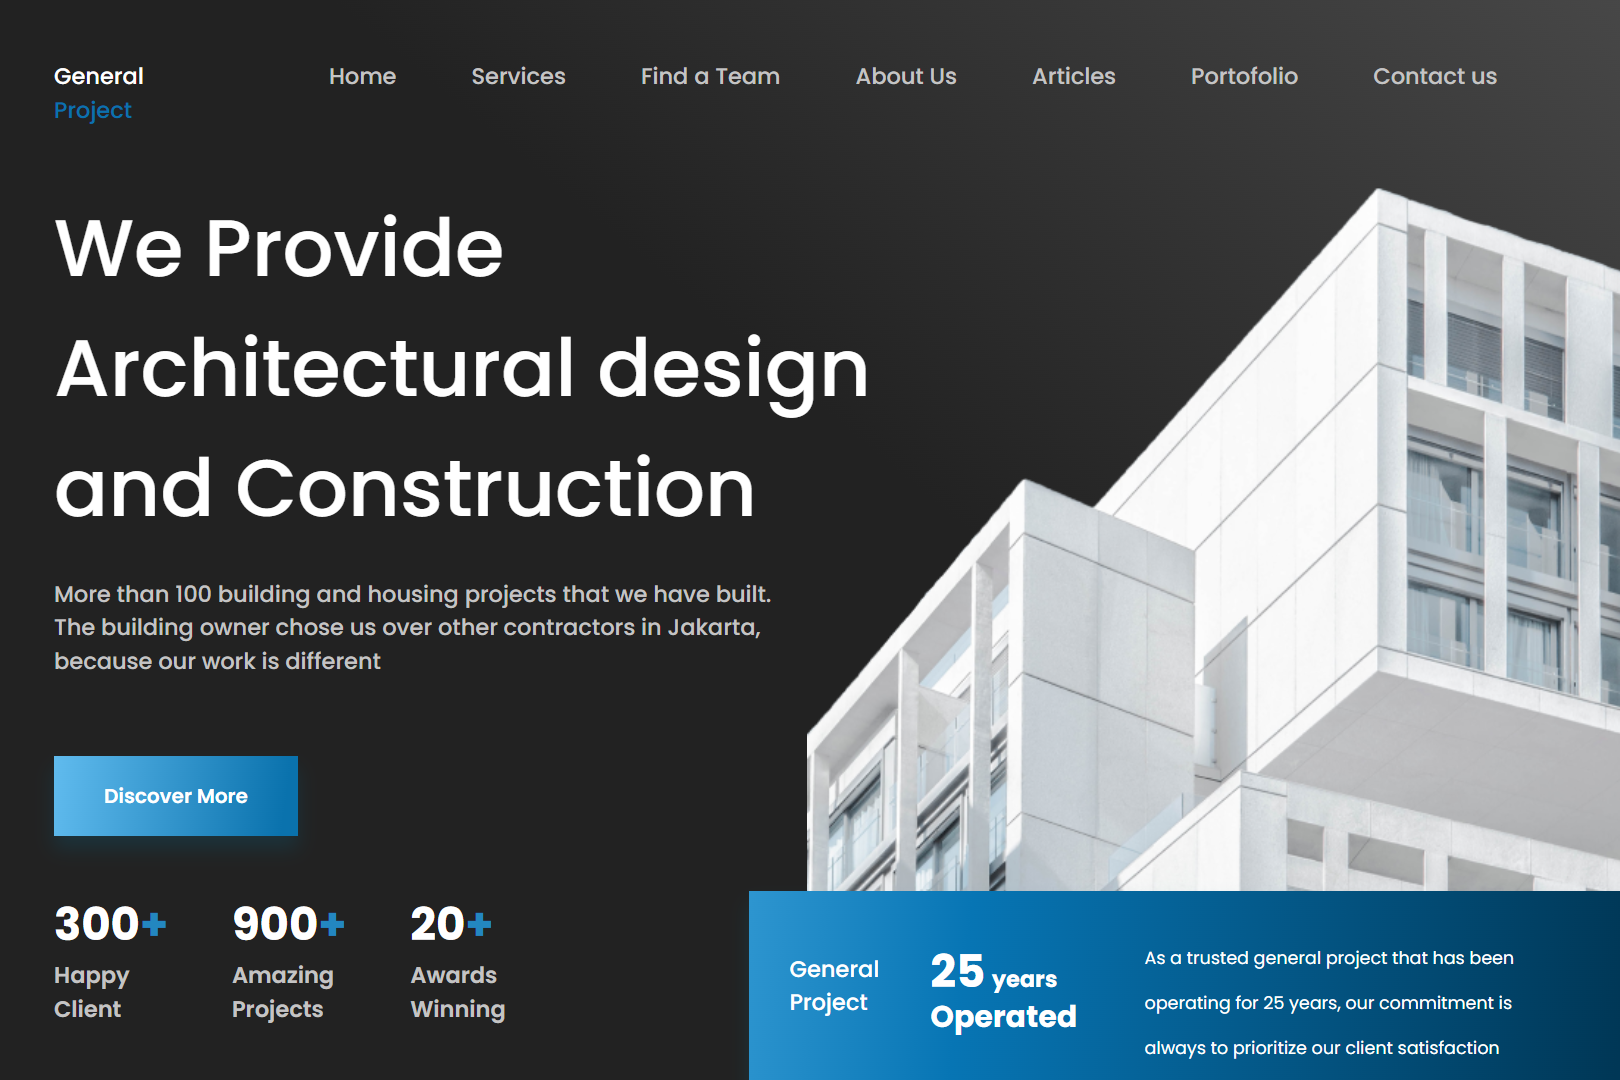 General
Project
Home
Services
Find a Team
About Us
Articles
Portofolio
Contact us
We Provide
Architectural design
and Construction
More than 100 building and housing projects that we have built.
The building owner chose us over other contractors in Jakarta,
because our work is different
Discover More
300+
Happy
Client
900+
Amazing
Projects
20+
Awards
Winning
General
Project
25 years
Operated
As a trusted general project that has been
operating for 25 years, our commitment is
always to prioritize our client satisfaction